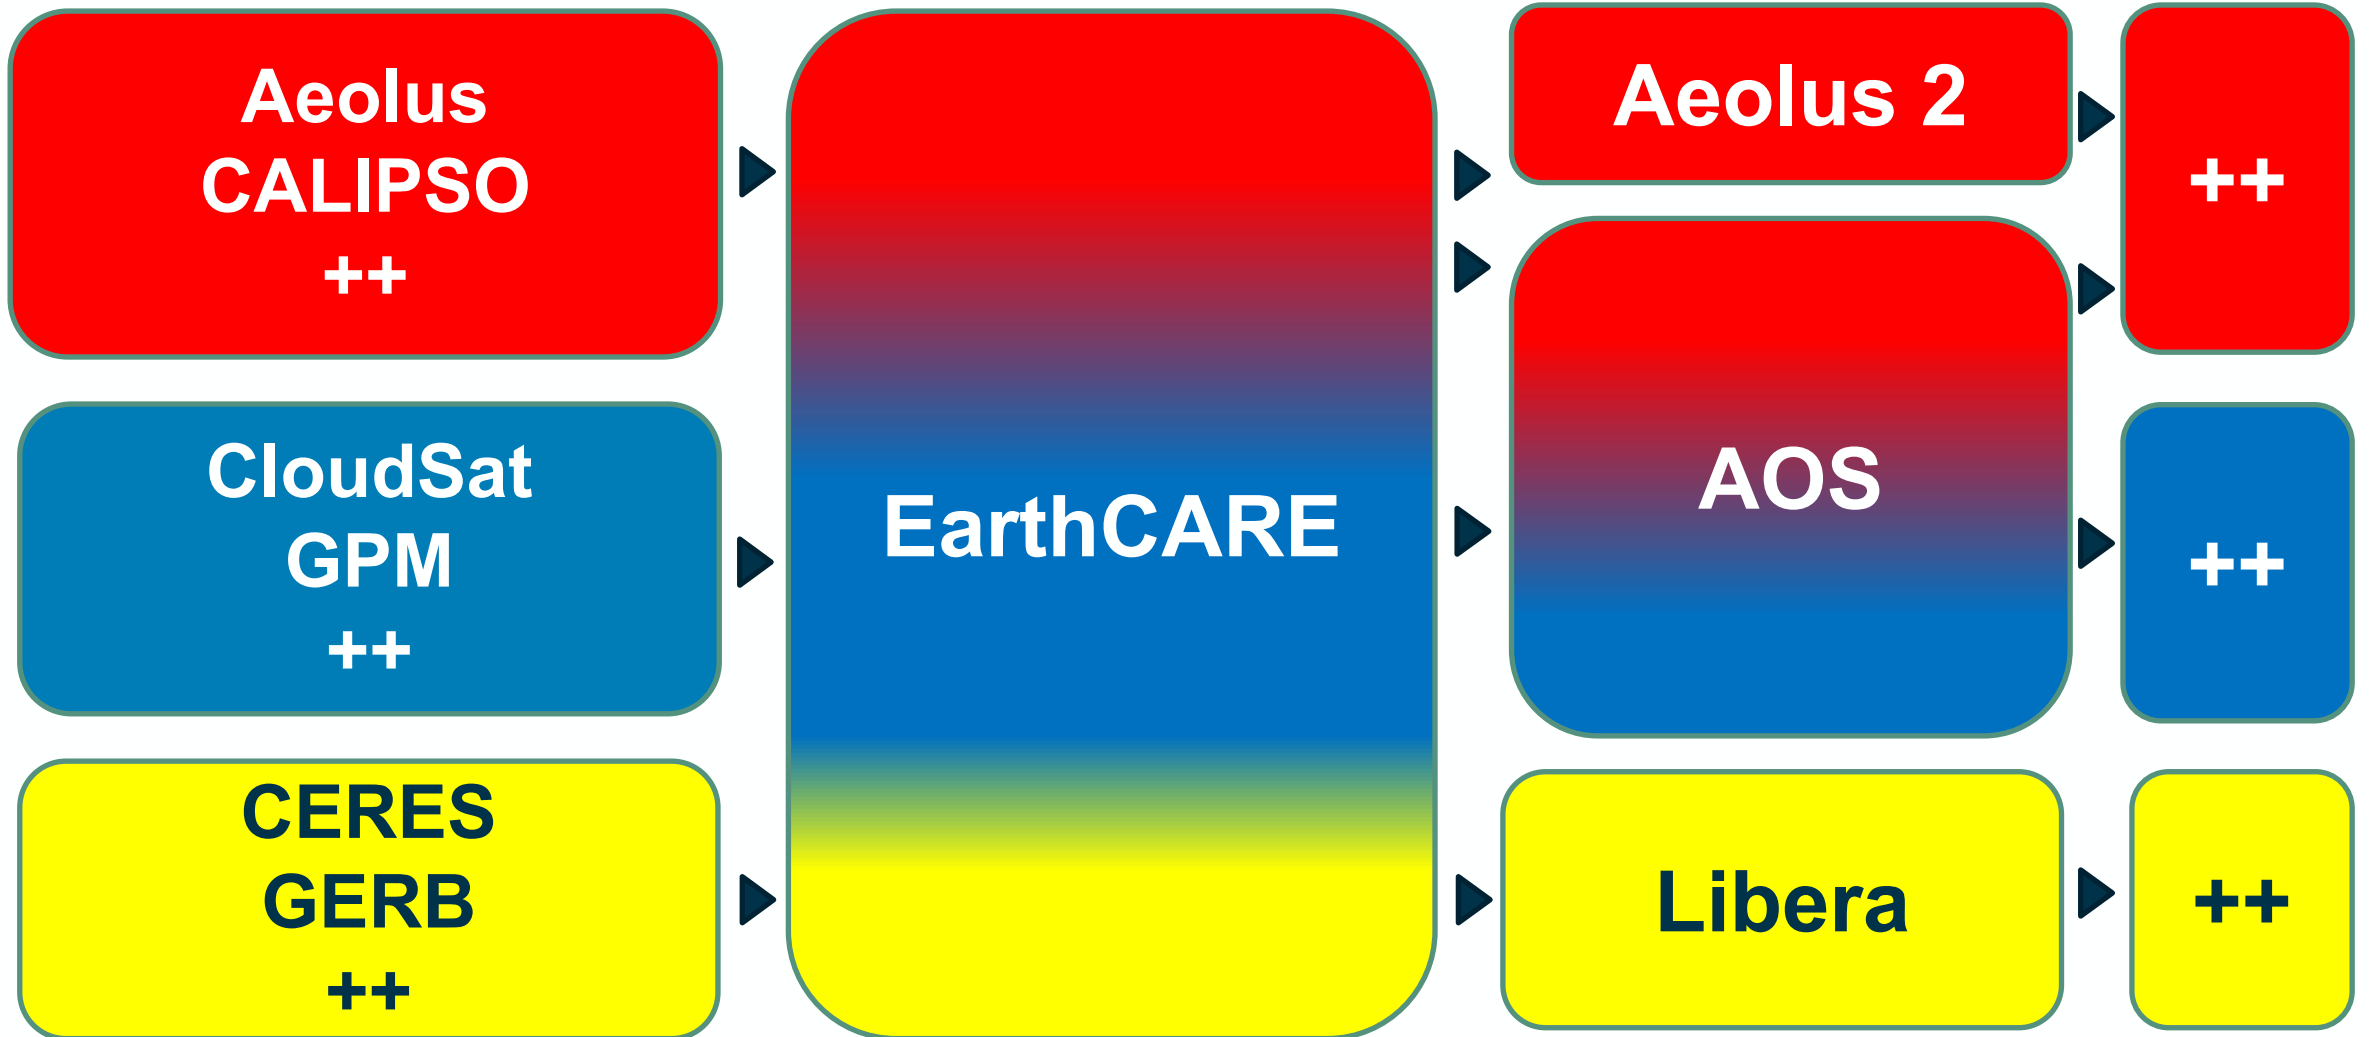 Aeolus
CALIPSO
++
CloudSat
GPM
++
CERES
GERB
++
EarthCARE
Aeolus 2
AOS
Libera
++
++
++